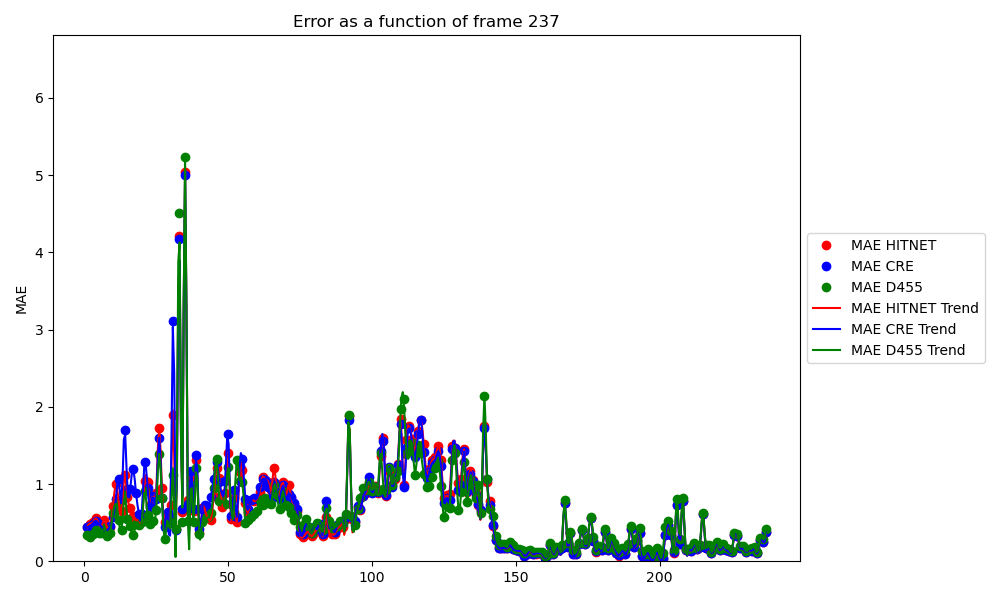 Error as a function of frame 237
MAE
6
5
4
3
2
1
0
0 50 100 150 200
MAE HITNET
MAE CRE
MAE D455
MAE HITNET Trend
MAE CRE Trend
MAE D455 Trend